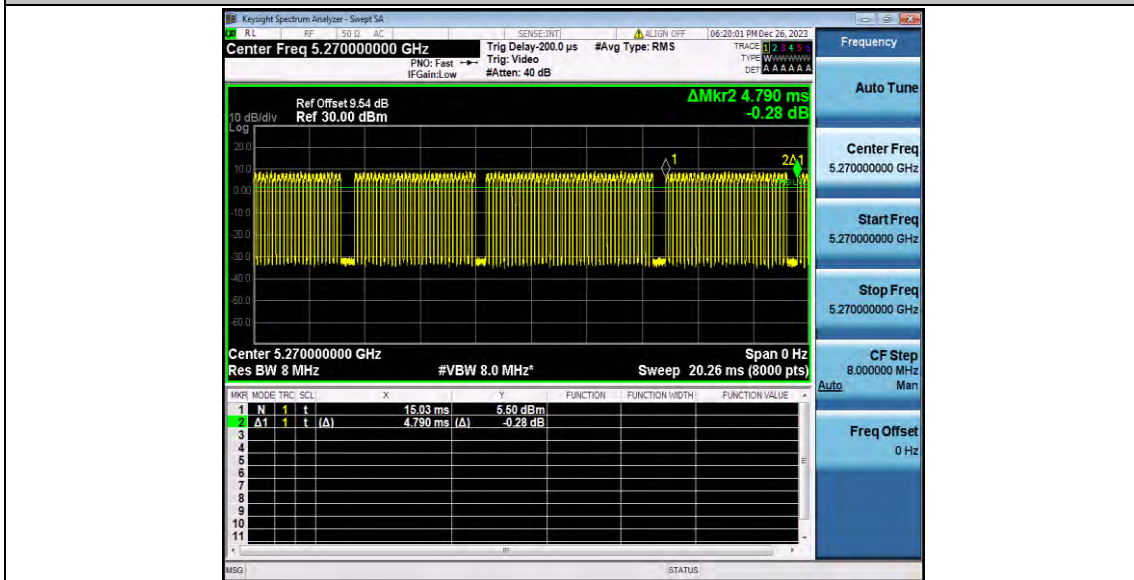 Keysight Spectrum Analyzer - Swept SA
RL RF 50 Ω AC SENSE:INT ALIGN OFF 06:20:01 PM Dec 26, 2023
Center Freq 5.270000000 GHz
PNO: Fast
IFGain:Low
Trig Delay-200.0 µs
Trig: Video
#Atten: 40 dB
#Avg Type: RMS
TRACE 1 2 3 4 5 6
TYPE W
DET A A A A A A
ΔMkr2 4.790 ms
-0.28 dB
Ref Offset 9.54 dB
10 dB/div Ref 30.00 dBm
Log
20.0
10.0
0.00
-10.0
-20.0
-30.0
-40.0
-50.0
-60.0
1
2Δ1
Center 5.270000000 GHz Span 0 Hz
Res BW 8 MHz #VBW 8.0 MHz* Sweep 20.26 ms (8000 pts)
MKR MODE TRC SCL X Y FUNCTION FUNCTION WIDTH FUNCTION VALUE
1 N 1 t 15.03 ms 5.50 dBm
2 Δ1 1 t (Δ) 4.790 ms (Δ) -0.28 dB
3
4
5
6
7
8
9
10
11
MSG STATUS
Frequency
Auto Tune
Center Freq
5.270000000 GHz
Start Freq
5.270000000 GHz
Stop Freq
5.270000000 GHz
CF Step
8.000000 MHz
Auto Man
Freq Offset
0 Hz